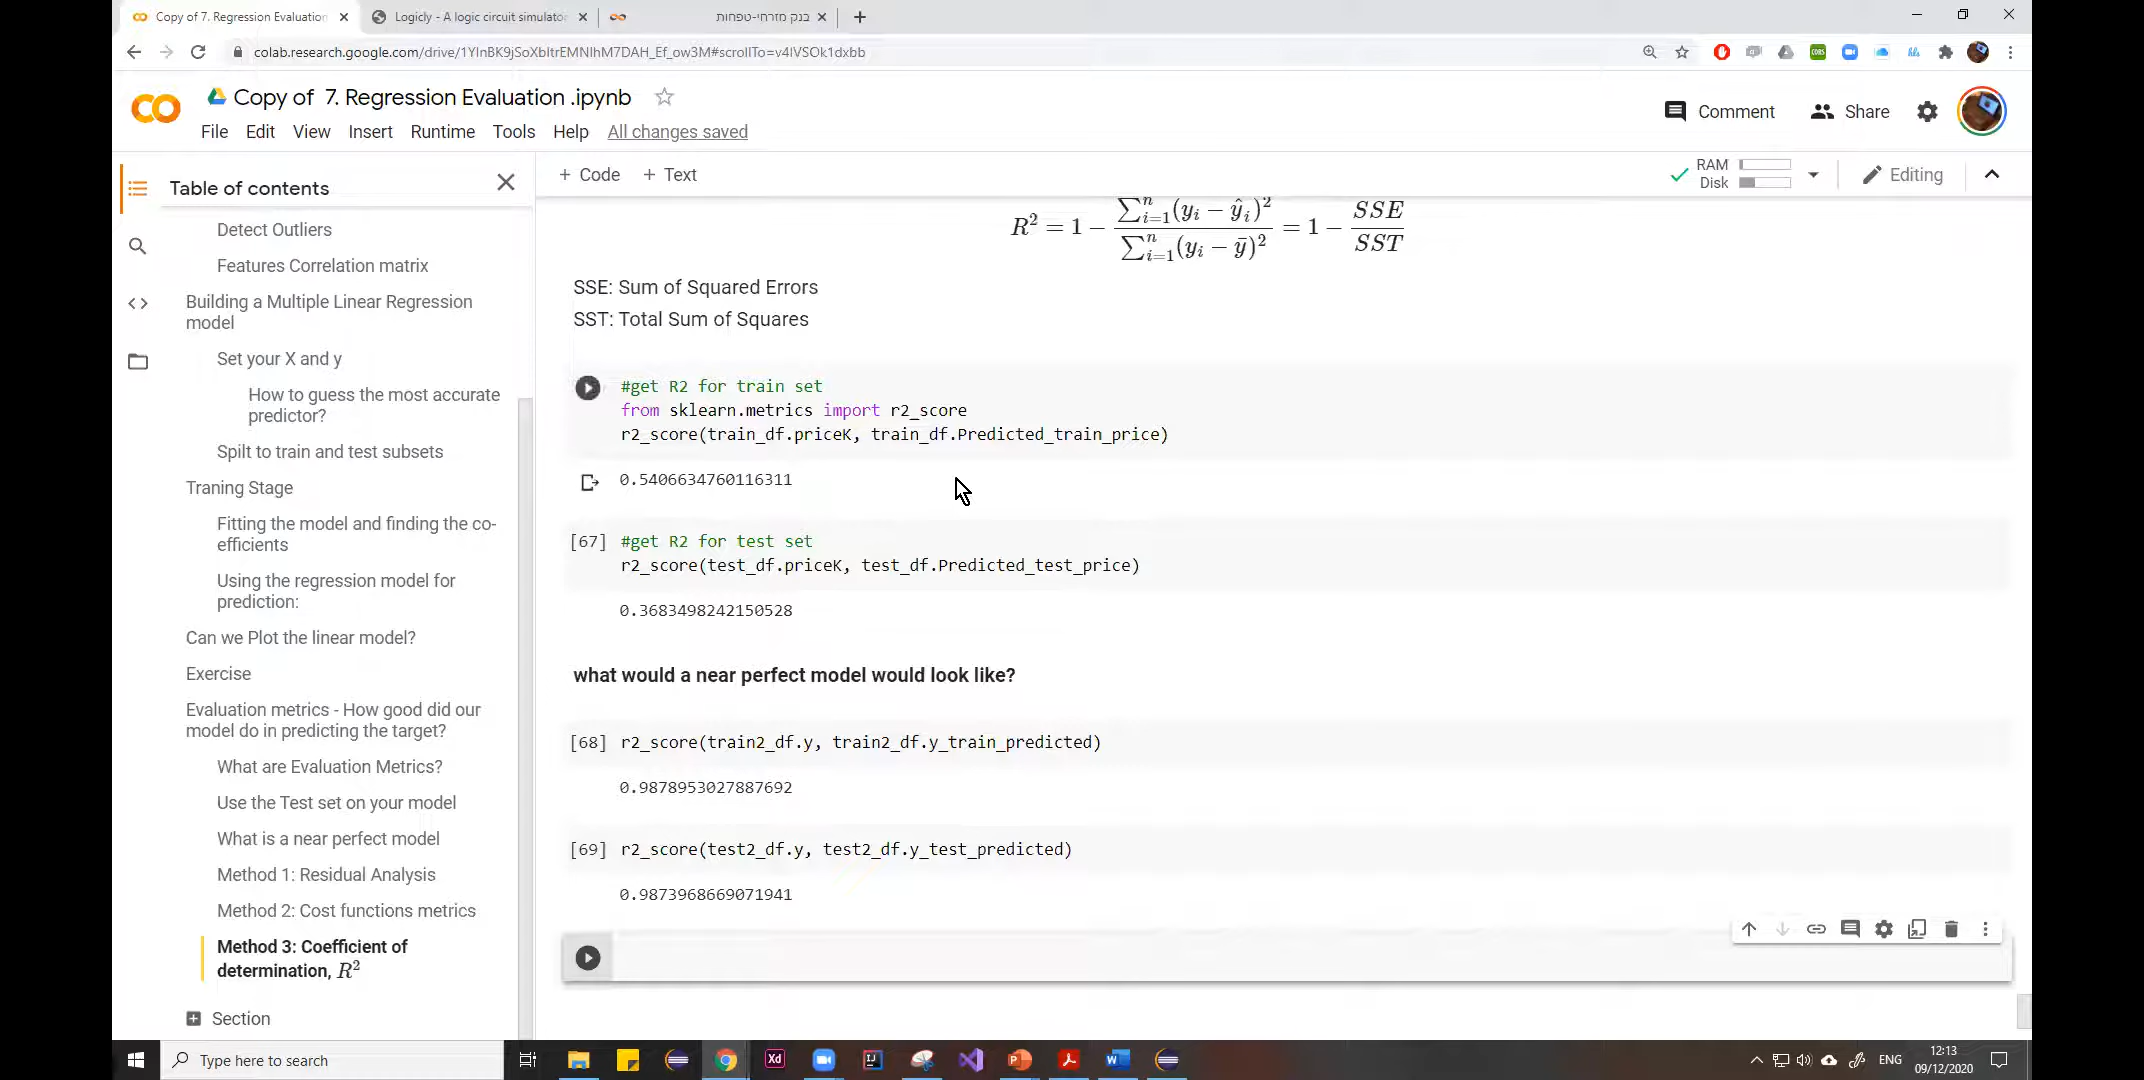 Copy of 7. Regression Evaluation
Logicly - A logic circuit simulato
בנק מזרחי-טפחות
colab.research.google.com/drive/1YlnBK9jSoXbItrEMNlhM7DAH_Ef_ow3M#scrollTo=v4lVSOk1dxbb
Copy of 7. Regression Evaluation .ipynb
File Edit View Insert Runtime Tools Help All changes saved
Comment Share
Table of contents
+ Code + Text
RAM
Disk
Editing
Detect Outliers
Features Correlation matrix
Building a Multiple Linear Regression
model
Set your X and y
How to guess the most accurate
predictor?
Spilt to train and test subsets
Traning Stage
Fitting the model and finding the co-
efficients
Using the regression model for
prediction:
Can we Plot the linear model?
Exercise
Evaluation metrics - How good did our
model do in predicting the target?
What are Evaluation Metrics?
Use the Test set on your model
What is a near perfect model
Method 1: Residual Analysis
Method 2: Cost functions metrics
Method 3: Coefficient of
determination, R²
Section
R² = 1 − ∑ⁿᵢ₌₁(yᵢ − ŷᵢ)² / ∑ⁿᵢ₌₁(yᵢ − ȳ)² = 1 − SSE / SST
SSE: Sum of Squared Errors
SST: Total Sum of Squares
#get R2 for train set
from sklearn.metrics import r2_score
r2_score(train_df.priceK, train_df.Predicted_train_price)
0.5406634760116311
[67] #get R2 for test set
r2_score(test_df.priceK, test_df.Predicted_test_price)
0.3683498242150528
what would a near perfect model would look like?
[68] r2_score(train2_df.y, train2_df.y_train_predicted)
0.9878953027887692
[69] r2_score(test2_df.y, test2_df.y_test_predicted)
0.9873968669071941
Type here to search
Xd
ENG
12:13
09/12/2020